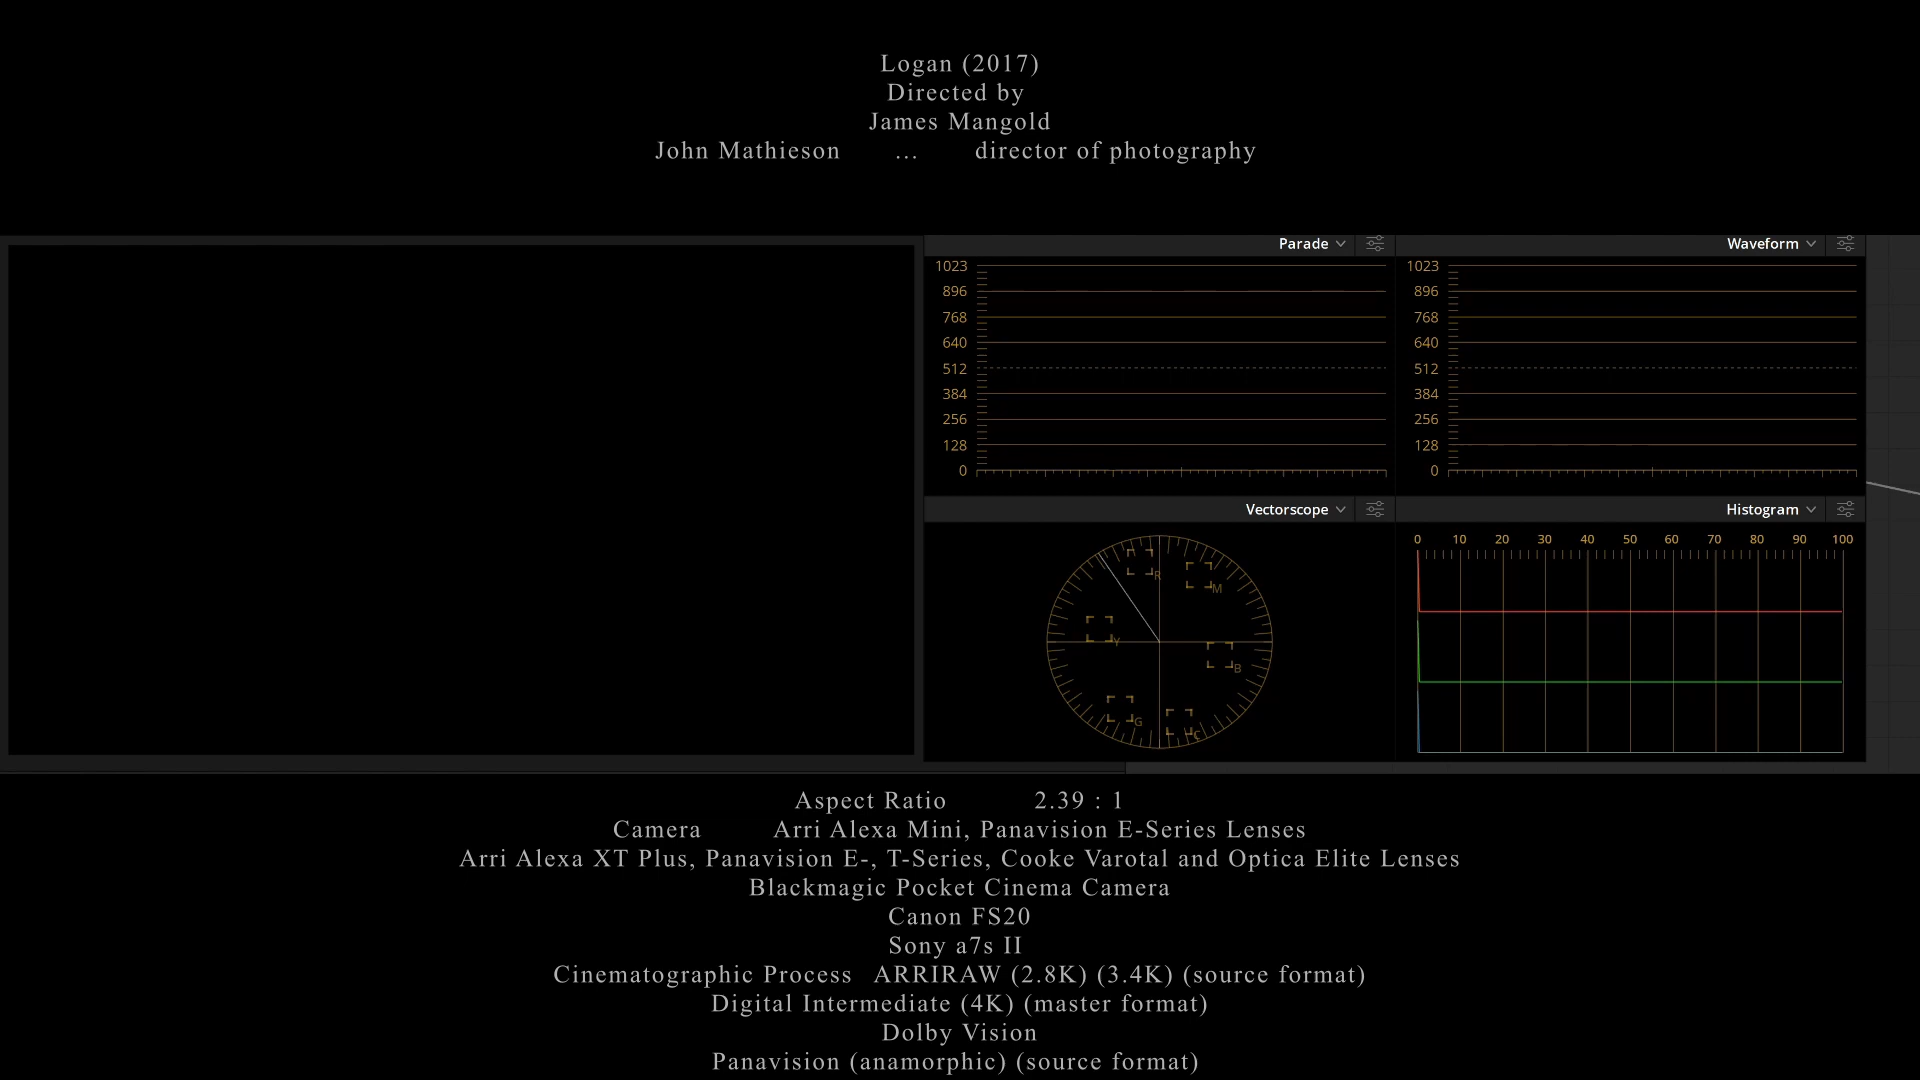 Logan (2017)
Directed by
James Mangold
John Mathieson ... director of photography
Parade
1023
896
768
640
512
384
256
128
0
Waveform
1023
896
768
640
512
384
256
128
0
Vectorscope
R
M
Y
B
G
C
Histogram
0 10 20 30 40 50 60 70 80 90 100
Aspect Ratio 2.39 : 1
Camera Arri Alexa Mini, Panavision E-Series Lenses
Arri Alexa XT Plus, Panavision E-, T-Series, Cooke Varotal and Optica Elite Lenses
Blackmagic Pocket Cinema Camera
Canon FS20
Sony a7s II
Cinematographic Process ARRIRAW (2.8K) (3.4K) (source format)
Digital Intermediate (4K) (master format)
Dolby Vision
Panavision (anamorphic) (source format)